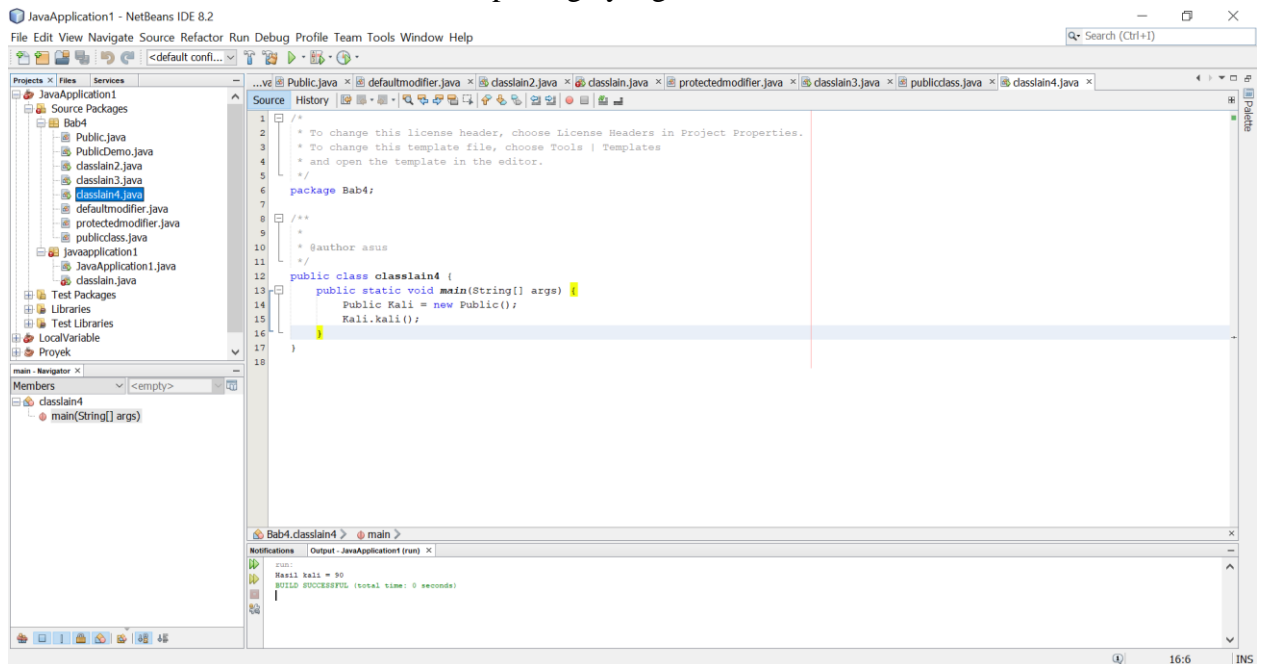 JavaApplication1 - NetBeans IDE 8.2
File Edit View Navigate Source Refactor Run Debug Profile Team Tools Window Help
Search (Ctrl+I)
<default confi...
Projects Files Services
JavaApplication1
Source Packages
Bab4
Public.java
PublicDemo.java
classlain2.java
classlain3.java
classlain4.java
defaultmodifier.java
protectedmodifier.java
publicclass.java
javaapplication1
JavaApplication1.java
classlain.java
Test Packages
Libraries
Test Libraries
LocalVariable
Proyek
main - Navigator
Members <empty>
classlain4
main(String[] args)
...va Public.java defaultmodifier.java classlain2.java classlain.java protectedmodifier.java classlain3.java publicclass.java classlain4.java
Source History
1 /*
2 * To change this license header, choose License Headers in Project Properties.
3 * To change this template file, choose Tools | Templates
4 * and open the template in the editor.
5 */
6 package Bab4;
7
8 /**
9 *
10 * @author asus
11 */
12 public class classlain4 {
13 public static void main(String[] args) {
14 Public Kali = new Public();
15 Kali.kali();
16 }
17 }
18
Palette
Bab4.classlain4 main
Notifications Output - JavaApplication1 (run)
run:
Hasil kali = 90
BUILD SUCCESSFUL (total time: 0 seconds)
16:6 INS